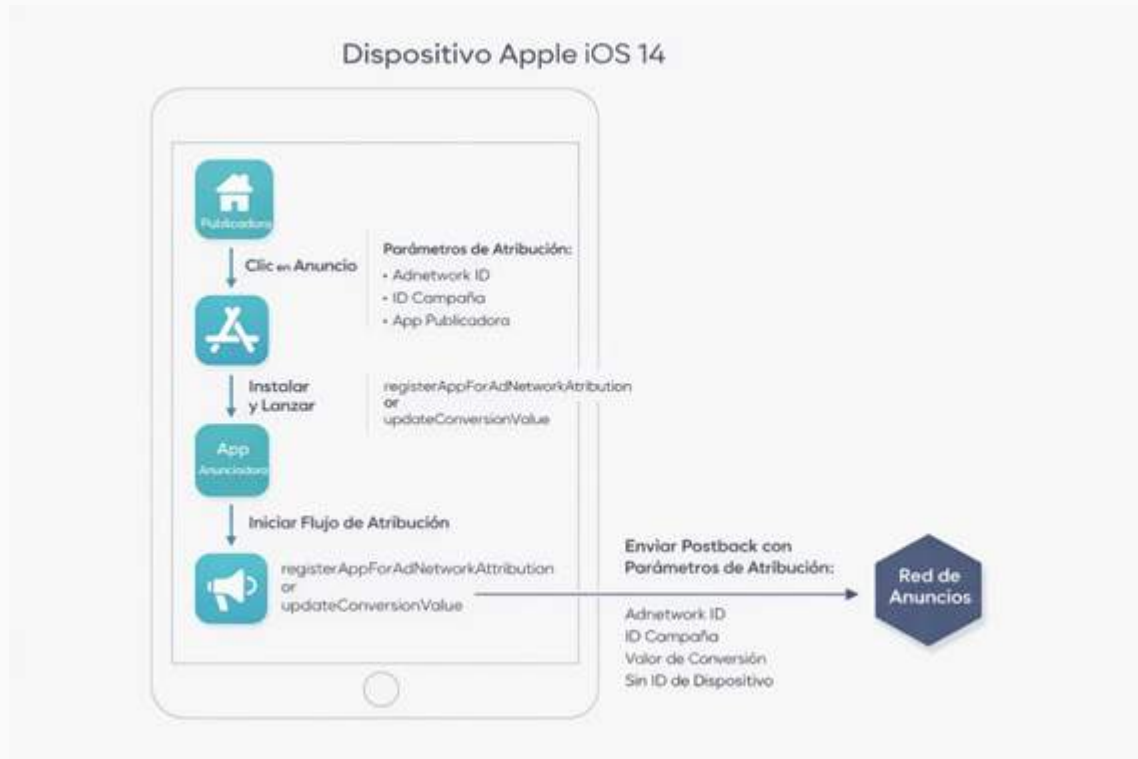 Dispositivo Apple iOS 14
Publicadora
Clic en Anuncio
Parámetros de Atribución:
• Adnetwork ID
• ID Campaña
• App Publicadora
Instalar
y Lanzar
registerAppForAdNetworkAtribution
or
updateConversionValue
App
Anunciadora
Iniciar Flujo de Atribución
registerAppForAdNetworkAttribution
or
updateConversionValue
Enviar Postback con
Parámetros de Atribución:
Adnetwork ID
ID Campaña
Valor de Conversión
Sin ID de Dispositivo
Red de
Anuncios